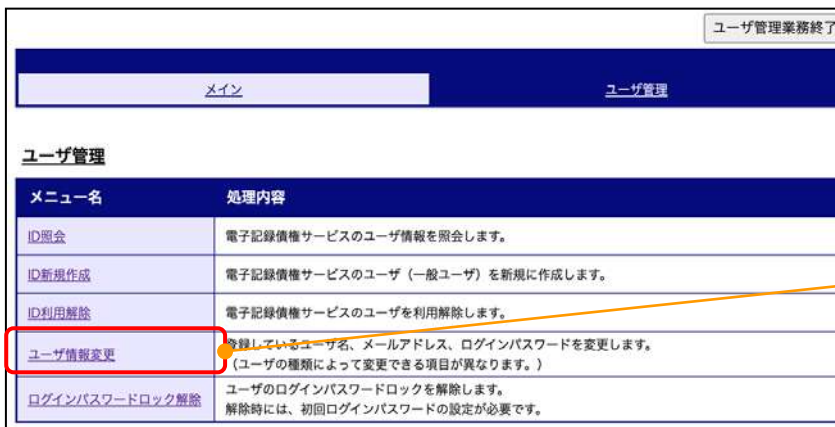 ユーザ管理業務終了
メイン
ユーザ管理
ユーザ管理
メニュー名 処理内容
ID照会 電子記録債権サービスのユーザ情報を照会します。
ID新規作成 電子記録債権サービスのユーザ（一般ユーザ）を新規に作成します。
ID利用解除 電子記録債権サービスのユーザを利用解除します。
ユーザ情報変更 登録しているユーザ名、メールアドレス、ログインパスワードを変更します。
（ユーザの種類によって変更できる項目が異なります。）
ログインパスワードロック解除 ユーザのログインパスワードロックを解除します。
解除時には、初回ログインパスワードの設定が必要です。